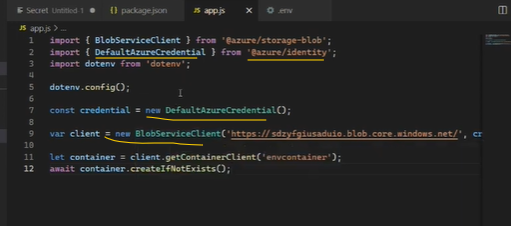 Secret Untitled-1
package.json
app.js
.env
app.js > ...
1 import { BlobServiceClient } from '@azure/storage-blob';
2 import { DefaultAzureCredential } from '@azure/identity';
3 import dotenv from 'dotenv';
4
5 dotenv.config();
6
7 const credential = new DefaultAzureCredential();
8
9 var client = new BlobServiceClient('https://sdzyfgiusaduio.blob.core.windows.net/', cr
10
11 let container = client.getContainerClient('envcontainer');
12 await container.createIfNotExists();